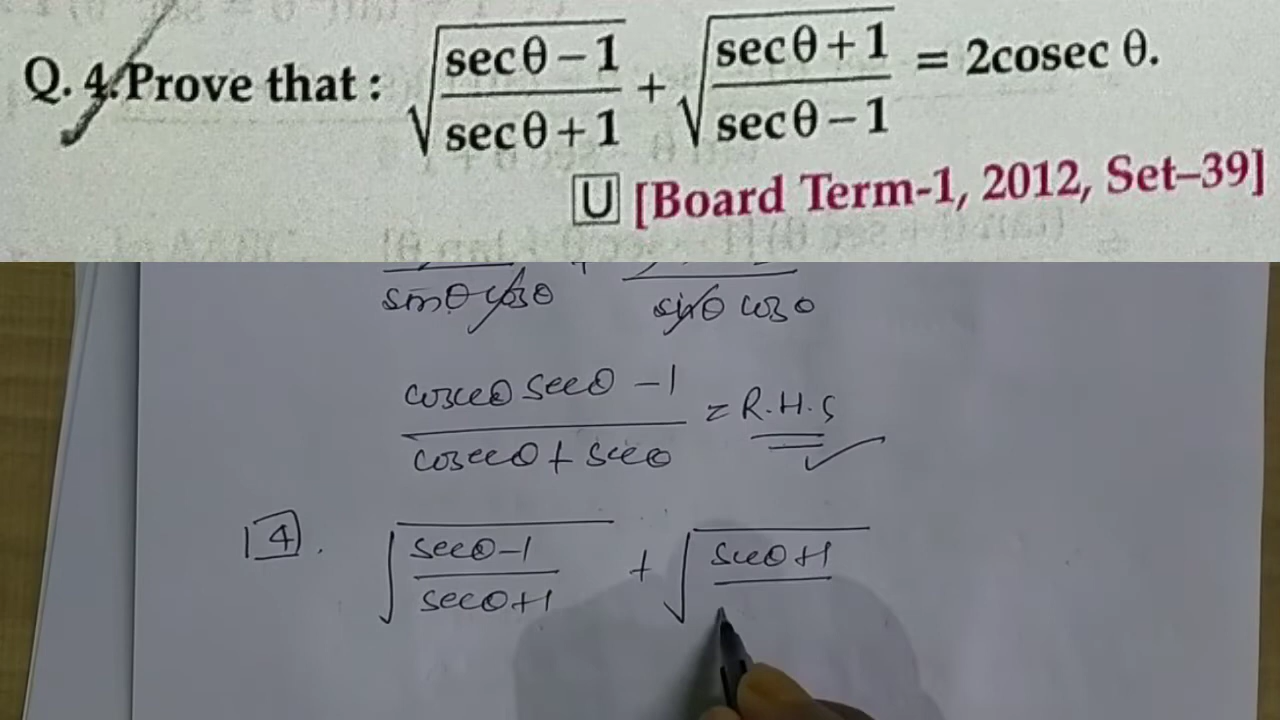 Q. 4. Prove that : √((secθ − 1)/(secθ + 1)) + √((secθ + 1)/(secθ − 1)) = 2cosec θ.
U [Board Term-1, 2012, Set–39]
sinθ cosθ sinθ cosθ
(cosecθ secθ − 1)/(cosecθ + secθ) = R.H.S
4. √((secθ−1)/(secθ+1)) + √(secθ+1